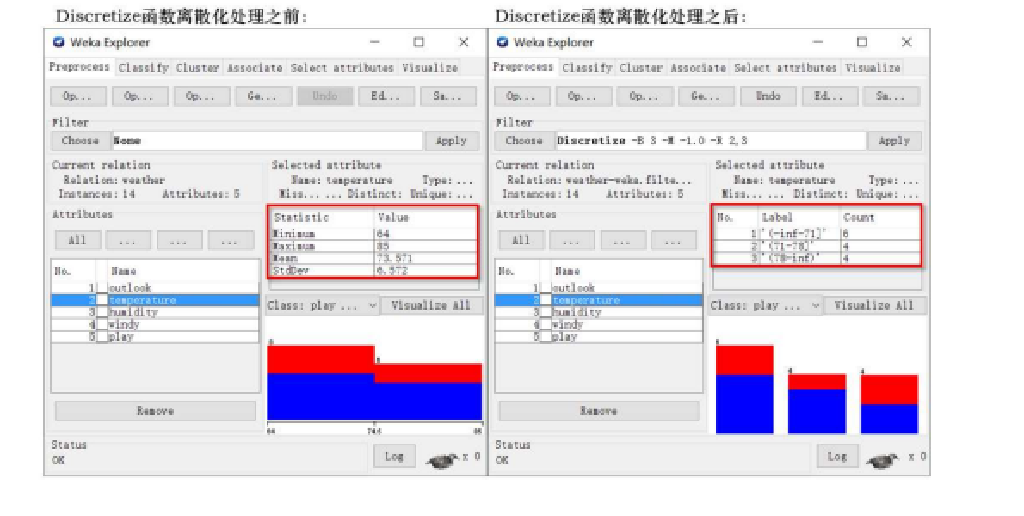 Discretize函数离散化处理之前:
Weka Explorer
Preprocess Classify Cluster Associate Select attributes Visualize
Op... Op... Op... Ge... Undo Ed... Sa...
Filter
Choose None Apply
Current relation
Relation: weather
Instances: 14 Attributes: 5
Selected attribute
Name: temperature Type: ...
Miss... ... Distinct: Unique: ...
Attributes
All ... ... ...
Statistic Value
Minimum 64
Maximum 85
Mean 73.571
StdDev 6.572
No. Name
1 outlook
2 temperature
3 humidity
4 windy
5 play
Class: play ... Visualize All
64 74.5 85
Remove
Status
OK
Log x 0
Discretize函数离散化处理之后:
Weka Explorer
Preprocess Classify Cluster Associate Select attributes Visualize
Op... Op... Op... Ge... Undo Ed... Sa...
Filter
Choose Discretize -B 3 -M -1.0 -R 2,3 Apply
Current relation
Relation: weather-weka.filte...
Instances: 14 Attributes: 5
Selected attribute
Name: temperature Type: ...
Miss... ... Distinct: Unique: ...
Attributes
All ... ... ...
No. Label Count
1 '(-inf-71]' 6
2 '(71-78]' 4
3 '(78-inf)' 4
No. Name
1 outlook
2 temperature
3 humidity
4 windy
5 play
Class: play ... Visualize All
4 4
Remove
Status
OK
Log x 0